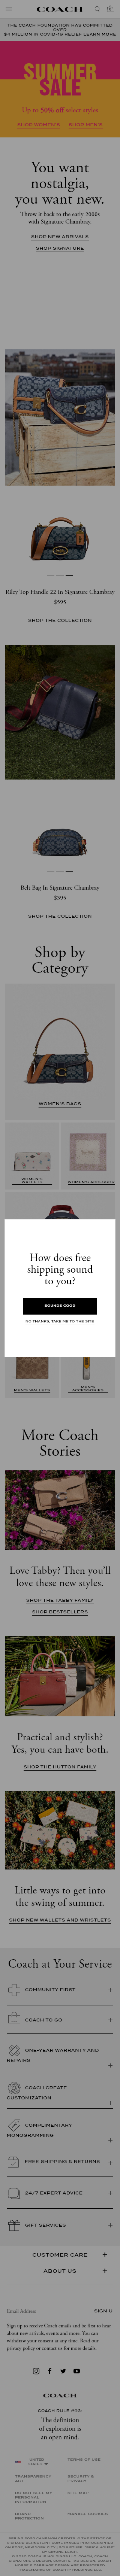 COACH
THE COACH FOUNDATION HAS COMMITTED
OVER
$4 MILLION IN COVID-19 RELIEF LEARN MORE
SUMMER
SALE
Up to 50% off select styles
SHOP WOMEN'S SHOP MEN'S
You want
nostalgia,
you want new.
Throw it back to the early 2000s
with Signature Chambray.
SHOP NEW ARRIVALS
SHOP SIGNATURE
Riley Top Handle 22 In Signature Chambray
$595
SHOP THE COLLECTION
Belt Bag In Signature Chambray
$395
SHOP THE COLLECTION
Shop by
Category
WOMEN'S BAGS
WOMEN'S
WALLETS
WOMEN'S ACCESSOR
How does free
shipping sound
to you?
SOUNDS GOOD
NO THANKS, TAKE ME TO THE SITE
MEN'S WALLETS
MEN'S
ACCESSORIES
More Coach
Stories
Love Tabby? Then you'll
love these new styles.
SHOP THE TABBY FAMILY
SHOP BESTSELLERS
Practical and stylish?
Yes, you can have both.
SHOP THE HUTTON FAMILY
Little ways to get into
the swing of summer.
SHOP NEW WALLETS AND WRISTLETS
Coach at Your Service
COMMUNITY FIRST
COACH TO GO
ONE-YEAR WARRANTY AND
REPAIRS
COACH CREATE
CUSTOMIZATION
COMPLIMENTARY
MONOGRAMMING
FREE SHIPPING & RETURNS
24/7 EXPERT ADVICE
GIFT SERVICES
CUSTOMER CARE
ABOUT US
Email Address SIGN U
Sign up to receive Coach emails and be first to hear
about new arrivals, events and more. You can
withdraw your consent at any time. Read our
privacy policy or contact us for more details.
COACH
COACH RULE #05
The definition
of exploration is
an open mind.
UNITED
STATES
TERMS OF USE
TRANSPARENCY
ACT
SECURITY &
PRIVACY
DO NOT SELL MY
PERSONAL
INFORMATION
SITE MAP
BRAND
PROTECTION
MANAGE COOKIES